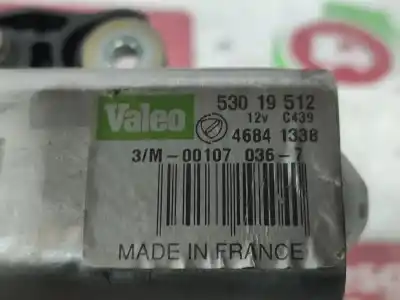 Valeo
530 19 512
12v C439
4684 1338
3/M-00107 036-7
MADE IN FRANCE